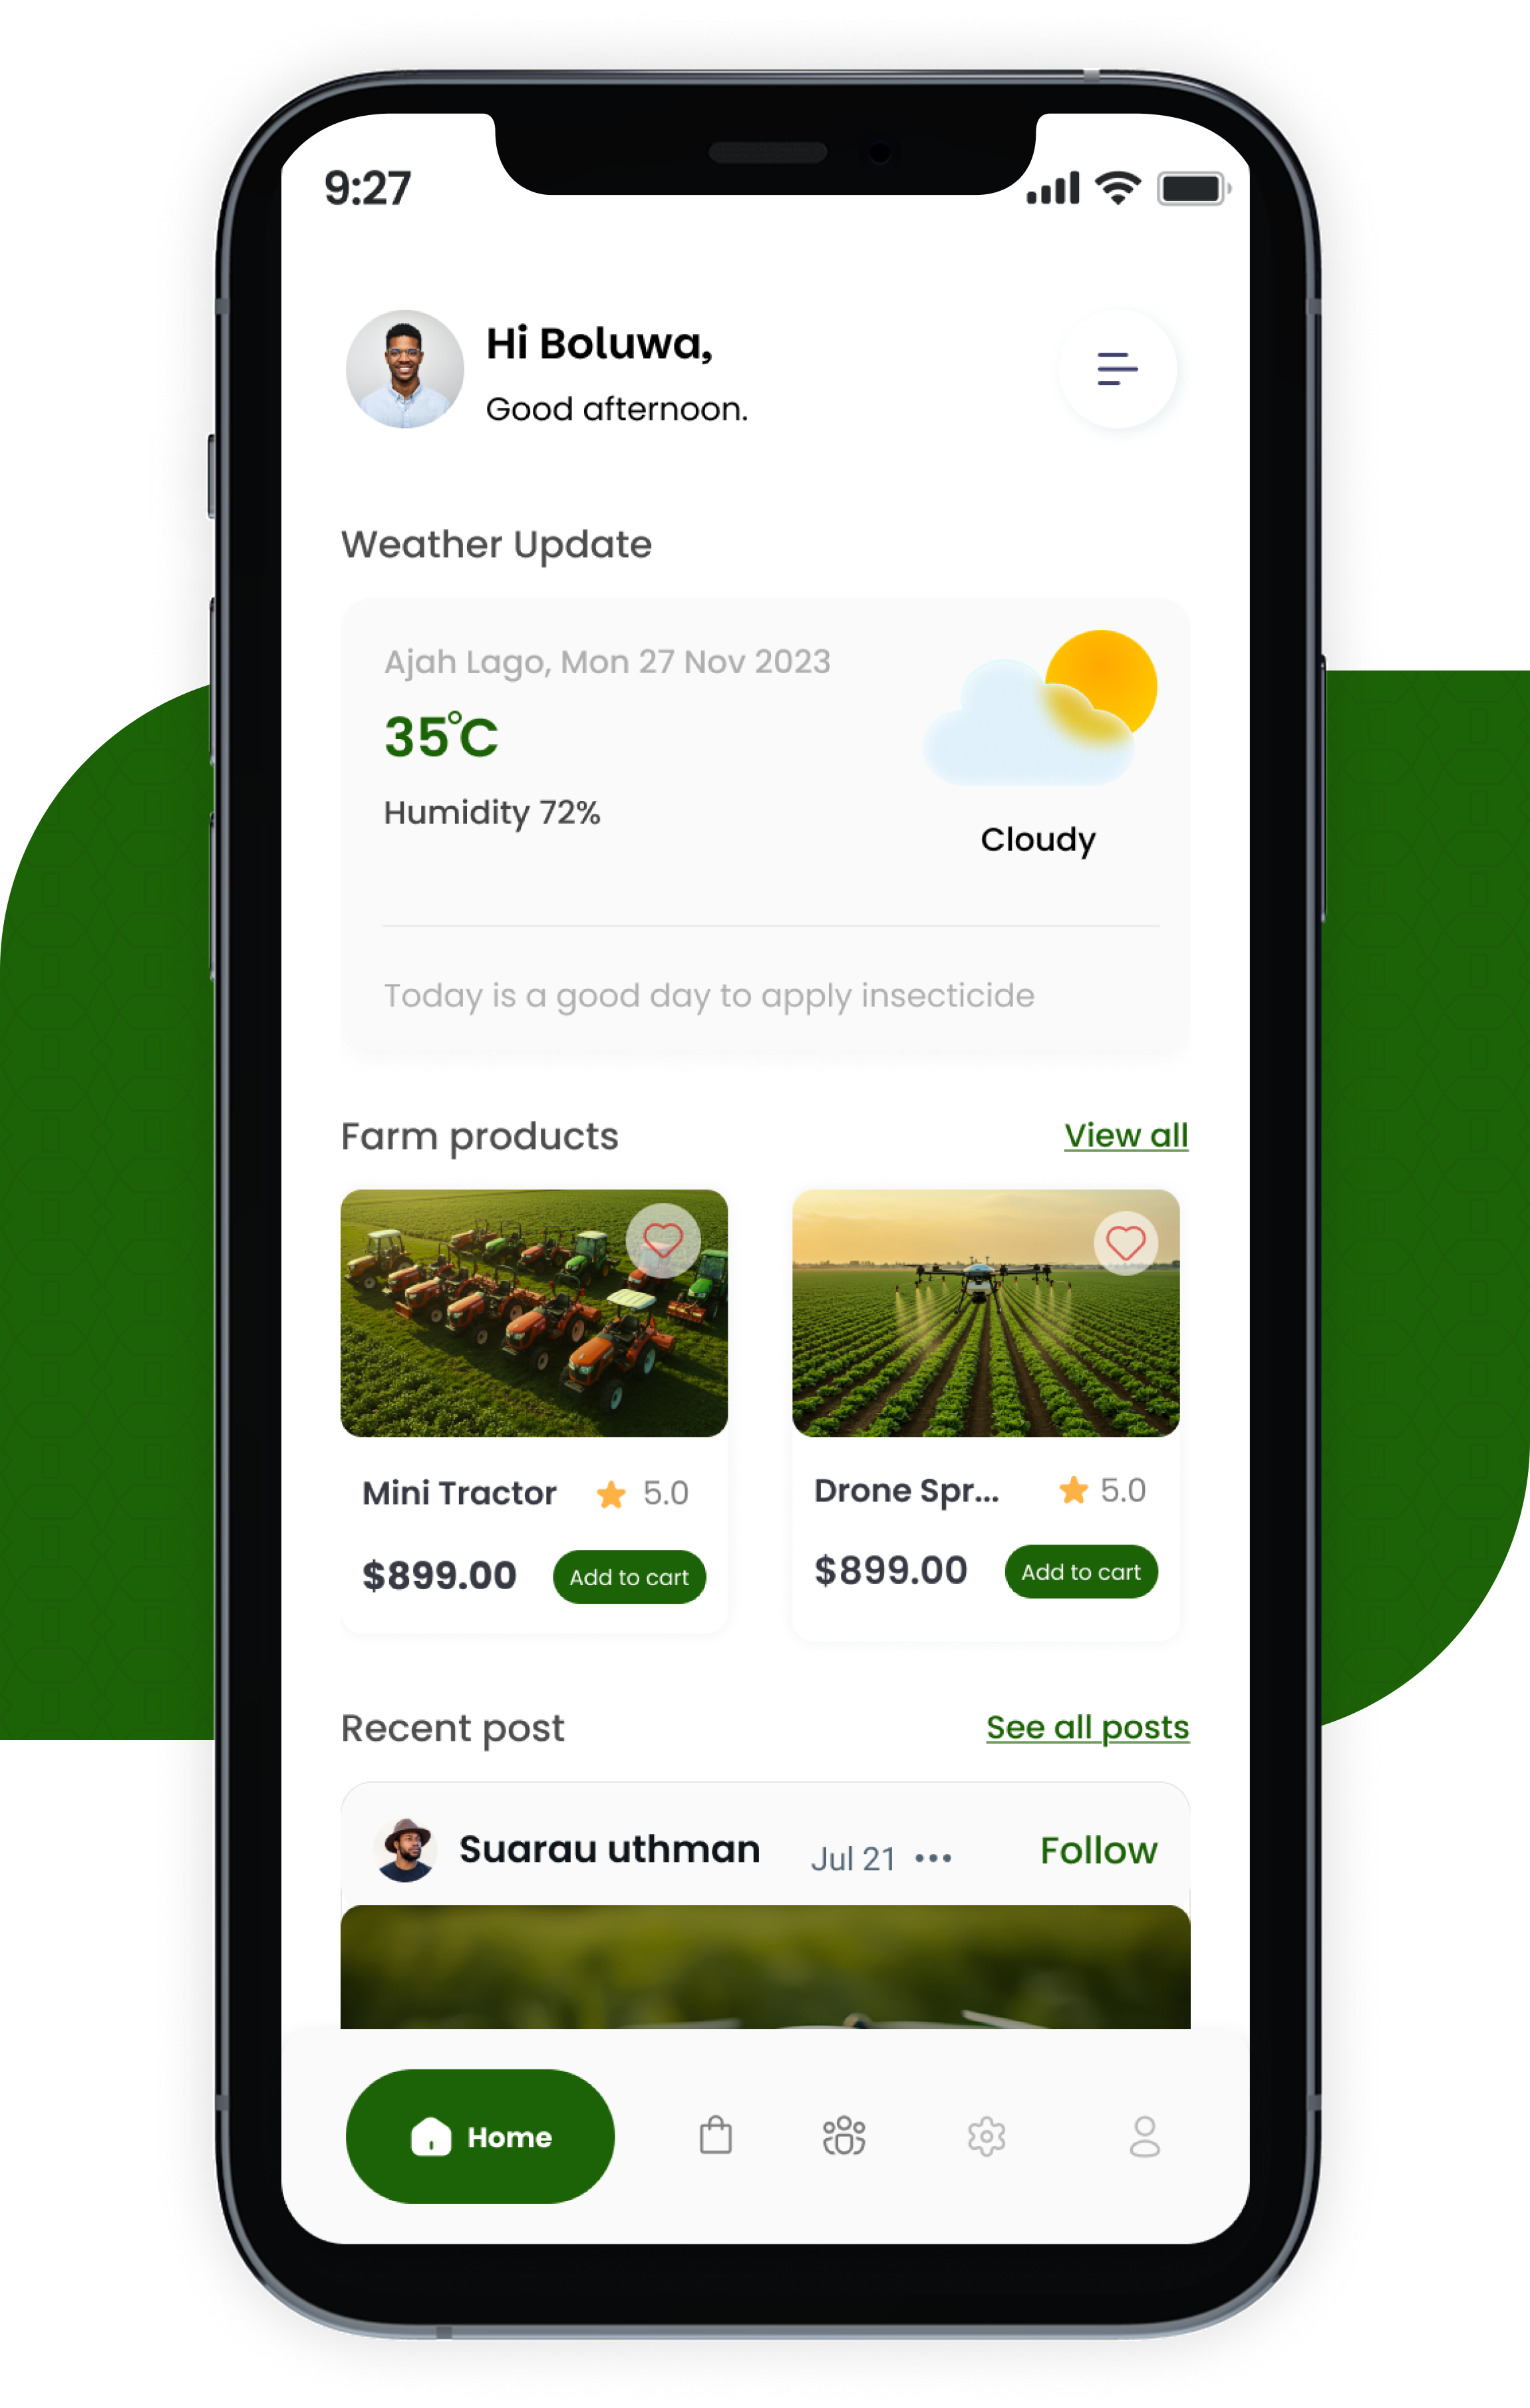 9:27
Hi Boluwa,
Good afternoon.
Weather Update
Ajah Lago, Mon 27 Nov 2023
35°C
Humidity 72%
Cloudy
Today is a good day to apply insecticide
Farm products
View all
Mini Tractor
5.0
$899.00
Add to cart
Drone Spr...
5.0
$899.00
Add to cart
Recent post
See all posts
Suarau uthman
Jul 21 •••
Follow
Home